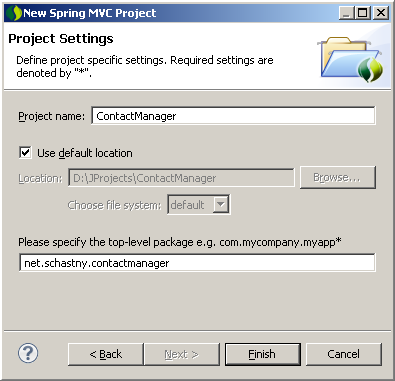 New Spring MVC Project
Project Settings
Define project specific settings. Required settings are
denoted by "*".
Project name: ContactManager
Use default location
Location: D:\JProjects\ContactManager Browse...
Choose file system: default
Please specify the top-level package e.g. com.mycompany.myapp*
net.schastny.contactmanager
? < Back Next > Finish Cancel